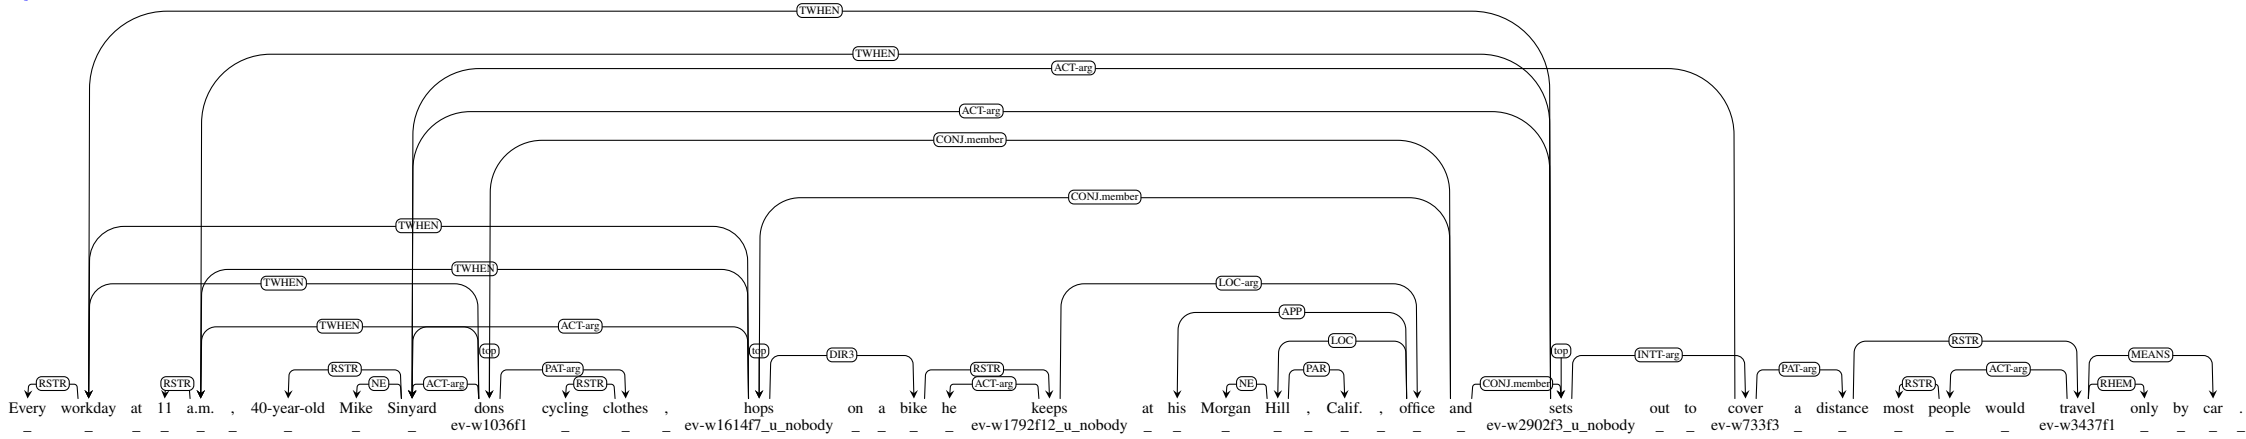 TWHEN
TWHEN
ACT-arg
ACT-arg
CONJ.member
CONJ.member
TWHEN
TWHEN
TWHEN LOC-arg
APP
TWHEN ACT-arg
LOC RSTR
top top top
DIR3 INTT-arg MEANS
RSTR PAT-arg RSTR PAR PAT-arg ACT-arg
RSTR RSTR NE ACT-arg RSTR ACT-arg NE CONJ.member RSTR RHEM
Every workday at 11 a.m. , 40-year-old Mike Sinyard dons cycling clothes , hops on a bike he keeps at his Morgan Hill , Calif. , office and sets out to cover a distance most people would travel only by car .
_ _ _ _ _ _ _ _ _ ev-w1036f1 _ _ _ ev-w1614f7_u_nobody _ _ _ _ ev-w1792f12_u_nobody _ _ _ _ _ _ _ _ _ ev-w2902f3_u_nobody _ _ ev-w733f3 _ _ _ _ _ ev-w3437f1 _ _ _ _